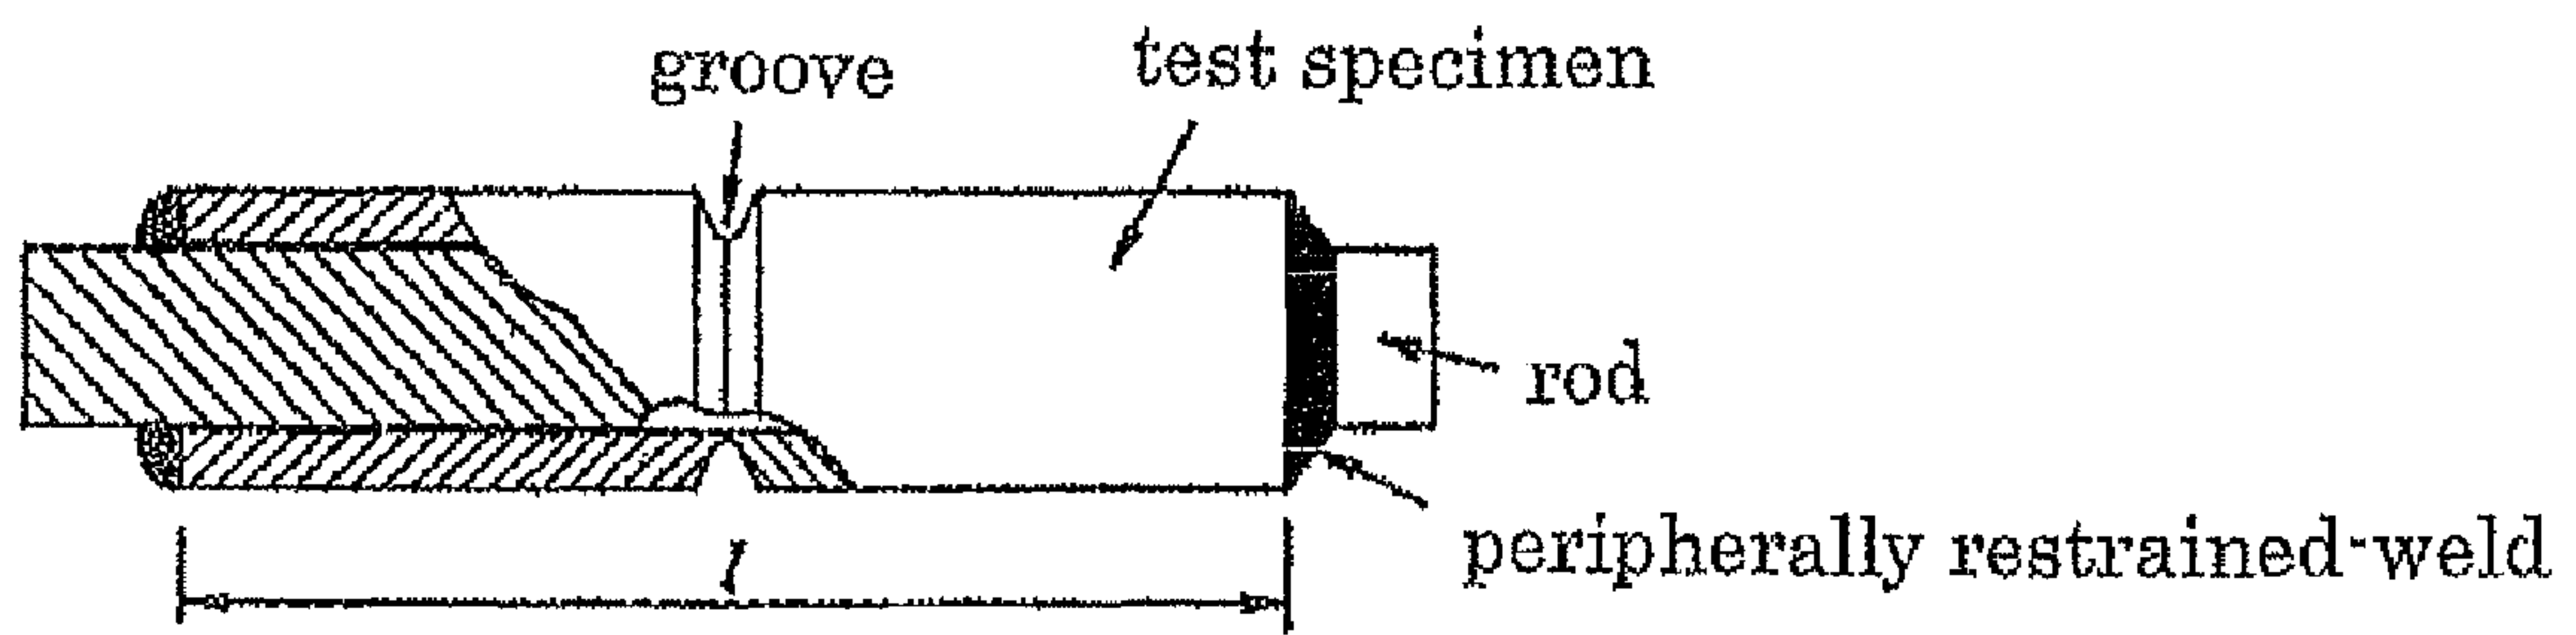 groove
test specimen
rod
peripherally restrained-weld
l